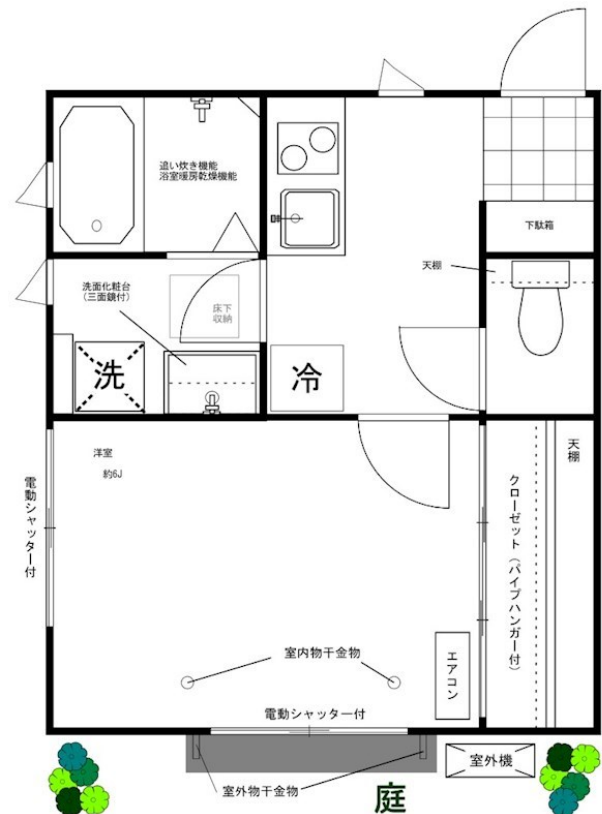 追い炊き機能
浴室暖房乾燥機能
下駄箱
天棚
洗面化粧台
(三面鏡付)
床下
収納
洗
冷
洋室
約6J
天棚
クローゼット(パイプハンガー付)
電動シャッター付
室内物干金物
エアコン
電動シャッター付
室外物干金物
室外機
庭